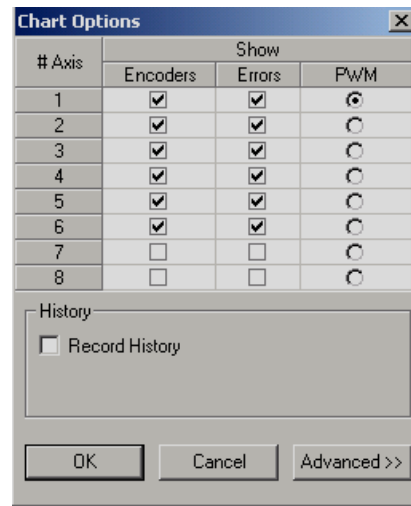 Chart Options
# Axis Show
Encoders Errors PWM
1
2
3
4
5
6
7
8
History
Record History
OK Cancel Advanced >>